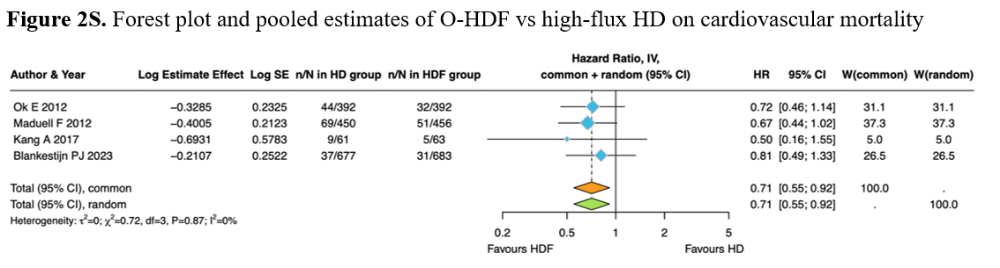 Figure 2S. Forest plot and pooled estimates of O-HDF vs high-flux HD on cardiovascular mortality
Hazard Ratio, IV,
Author & Year Log Estimate Effect Log SE n/N in HD group n/N in HDF group common + random (95% CI) HR 95% CI W(common) W(random)
Ok E 2012 −0.3285 0.2325 44/392 32/392 0.72 [0.46; 1.14] 31.1 31.1
Maduell F 2012 −0.4005 0.2123 69/450 51/456 0.67 [0.44; 1.02] 37.3 37.3
Kang A 2017 −0.6931 0.5783 9/61 5/63 0.50 [0.16; 1.55] 5.0 5.0
Blankestijn PJ 2023 −0.2107 0.2522 37/677 31/683 0.81 [0.49; 1.33] 26.5 26.5
Total (95% CI), common 0.71 [0.55; 0.92] 100.0 .
Total (95% CI), random 0.71 [0.55; 0.92] . 100.0
Heterogeneity: τ²=0; χ²=0.72, df=3, P=0.87; I²=0%
0.2 0.5 1 2 5
Favours HDF Favours HD